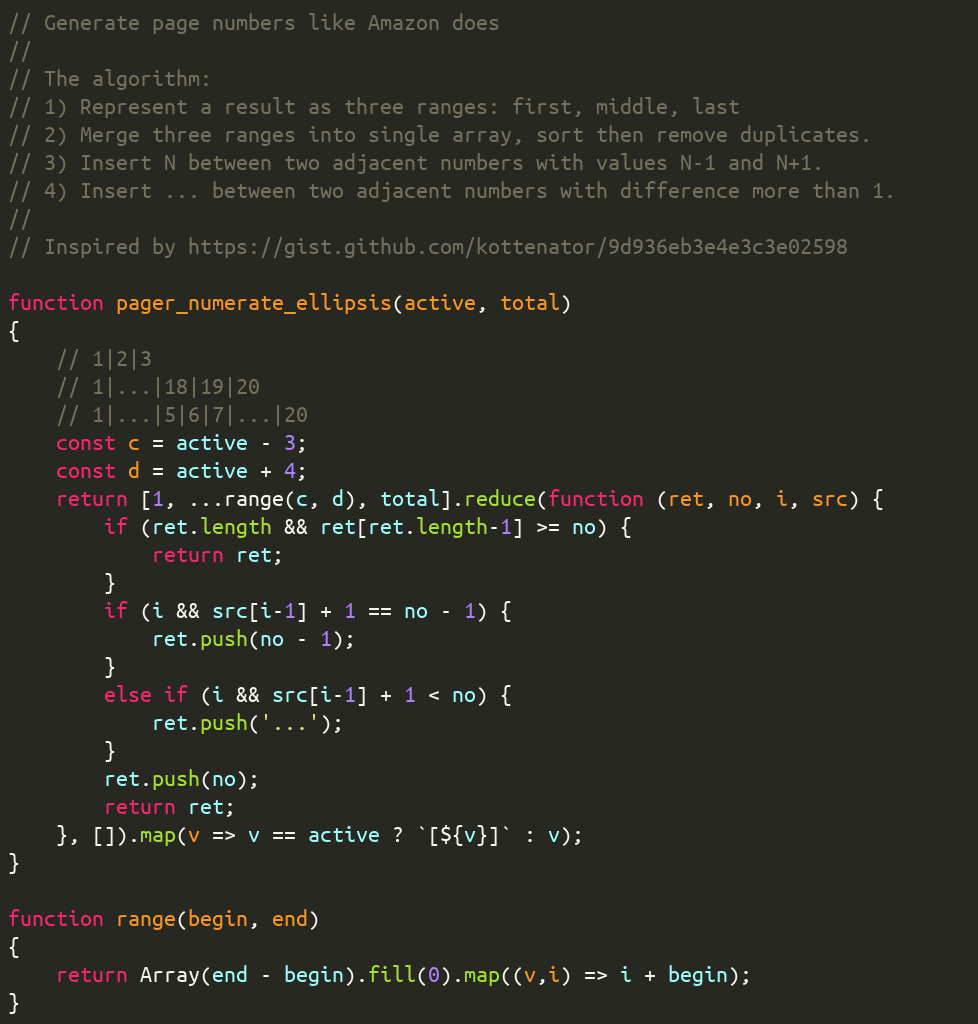 // Generate page numbers like Amazon does
//
// The algorithm:
// 1) Represent a result as three ranges: first, middle, last
// 2) Merge three ranges into single array, sort then remove duplicates.
// 3) Insert N between two adjacent numbers with values N-1 and N+1.
// 4) Insert ... between two adjacent numbers with difference more than 1.
//
// Inspired by https://gist.github.com/kottenator/9d936eb3e4e3c3e02598

function pager_numerate_ellipsis(active, total)
{
    // 1|2|3
    // 1|...|18|19|20
    // 1|...|5|6|7|...|20
    const c = active - 3;
    const d = active + 4;
    return [1, ...range(c, d), total].reduce(function (ret, no, i, src) {
        if (ret.length && ret[ret.length-1] >= no) {
            return ret;
        }
        if (i && src[i-1] + 1 == no - 1) {
            ret.push(no - 1);
        }
        else if (i && src[i-1] + 1 < no) {
            ret.push('...');
        }
        ret.push(no);
        return ret;
    }, []).map(v => v == active ? `[${v}]` : v);
}

function range(begin, end)
{
    return Array(end - begin).fill(0).map((v,i) => i + begin);
}